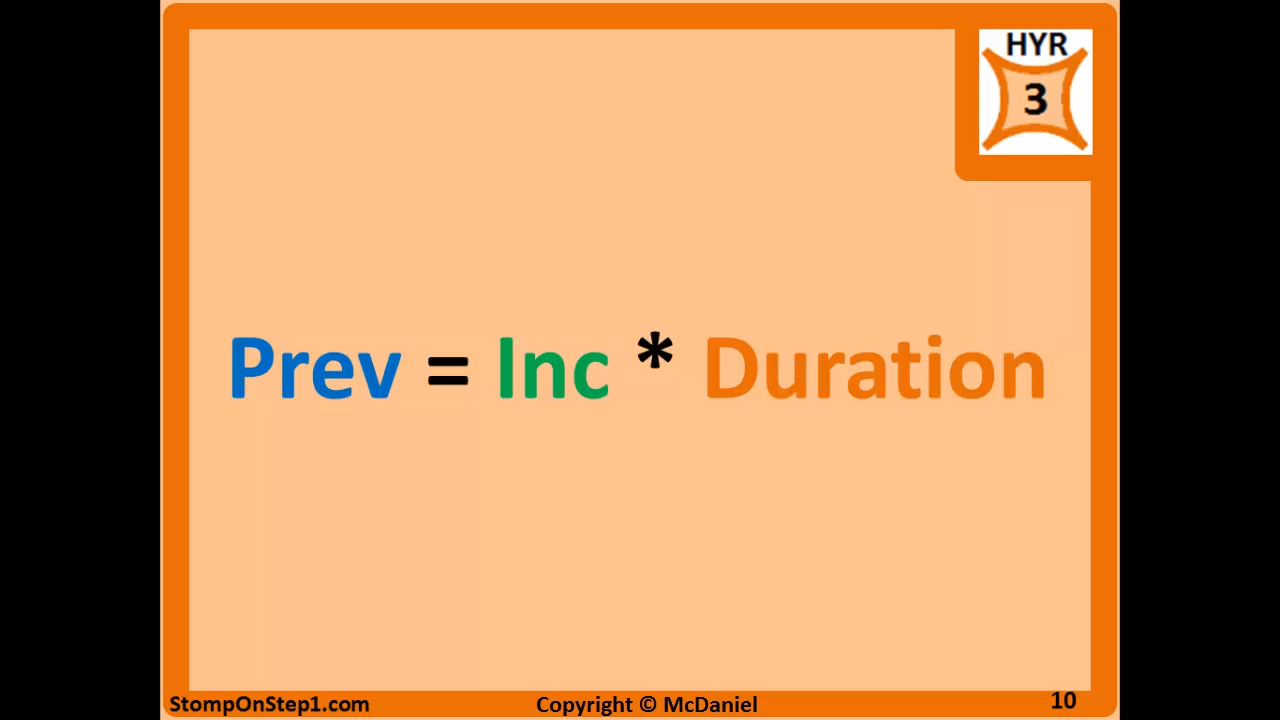 HYR
3
Prev = Inc * Duration
StompOnStep1.com
Copyright © McDaniel
10